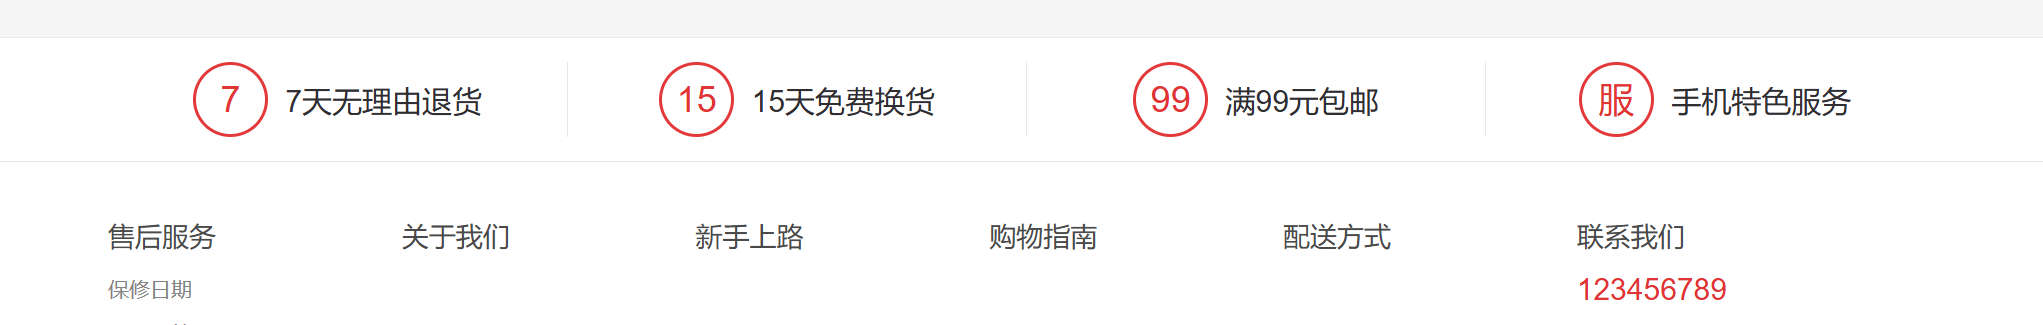 7 7天无理由退货 15 15天免费换货 99 满99元包邮 服 手机特色服务
售后服务 关于我们 新手上路 购物指南 配送方式 联系我们
保修日期 123456789